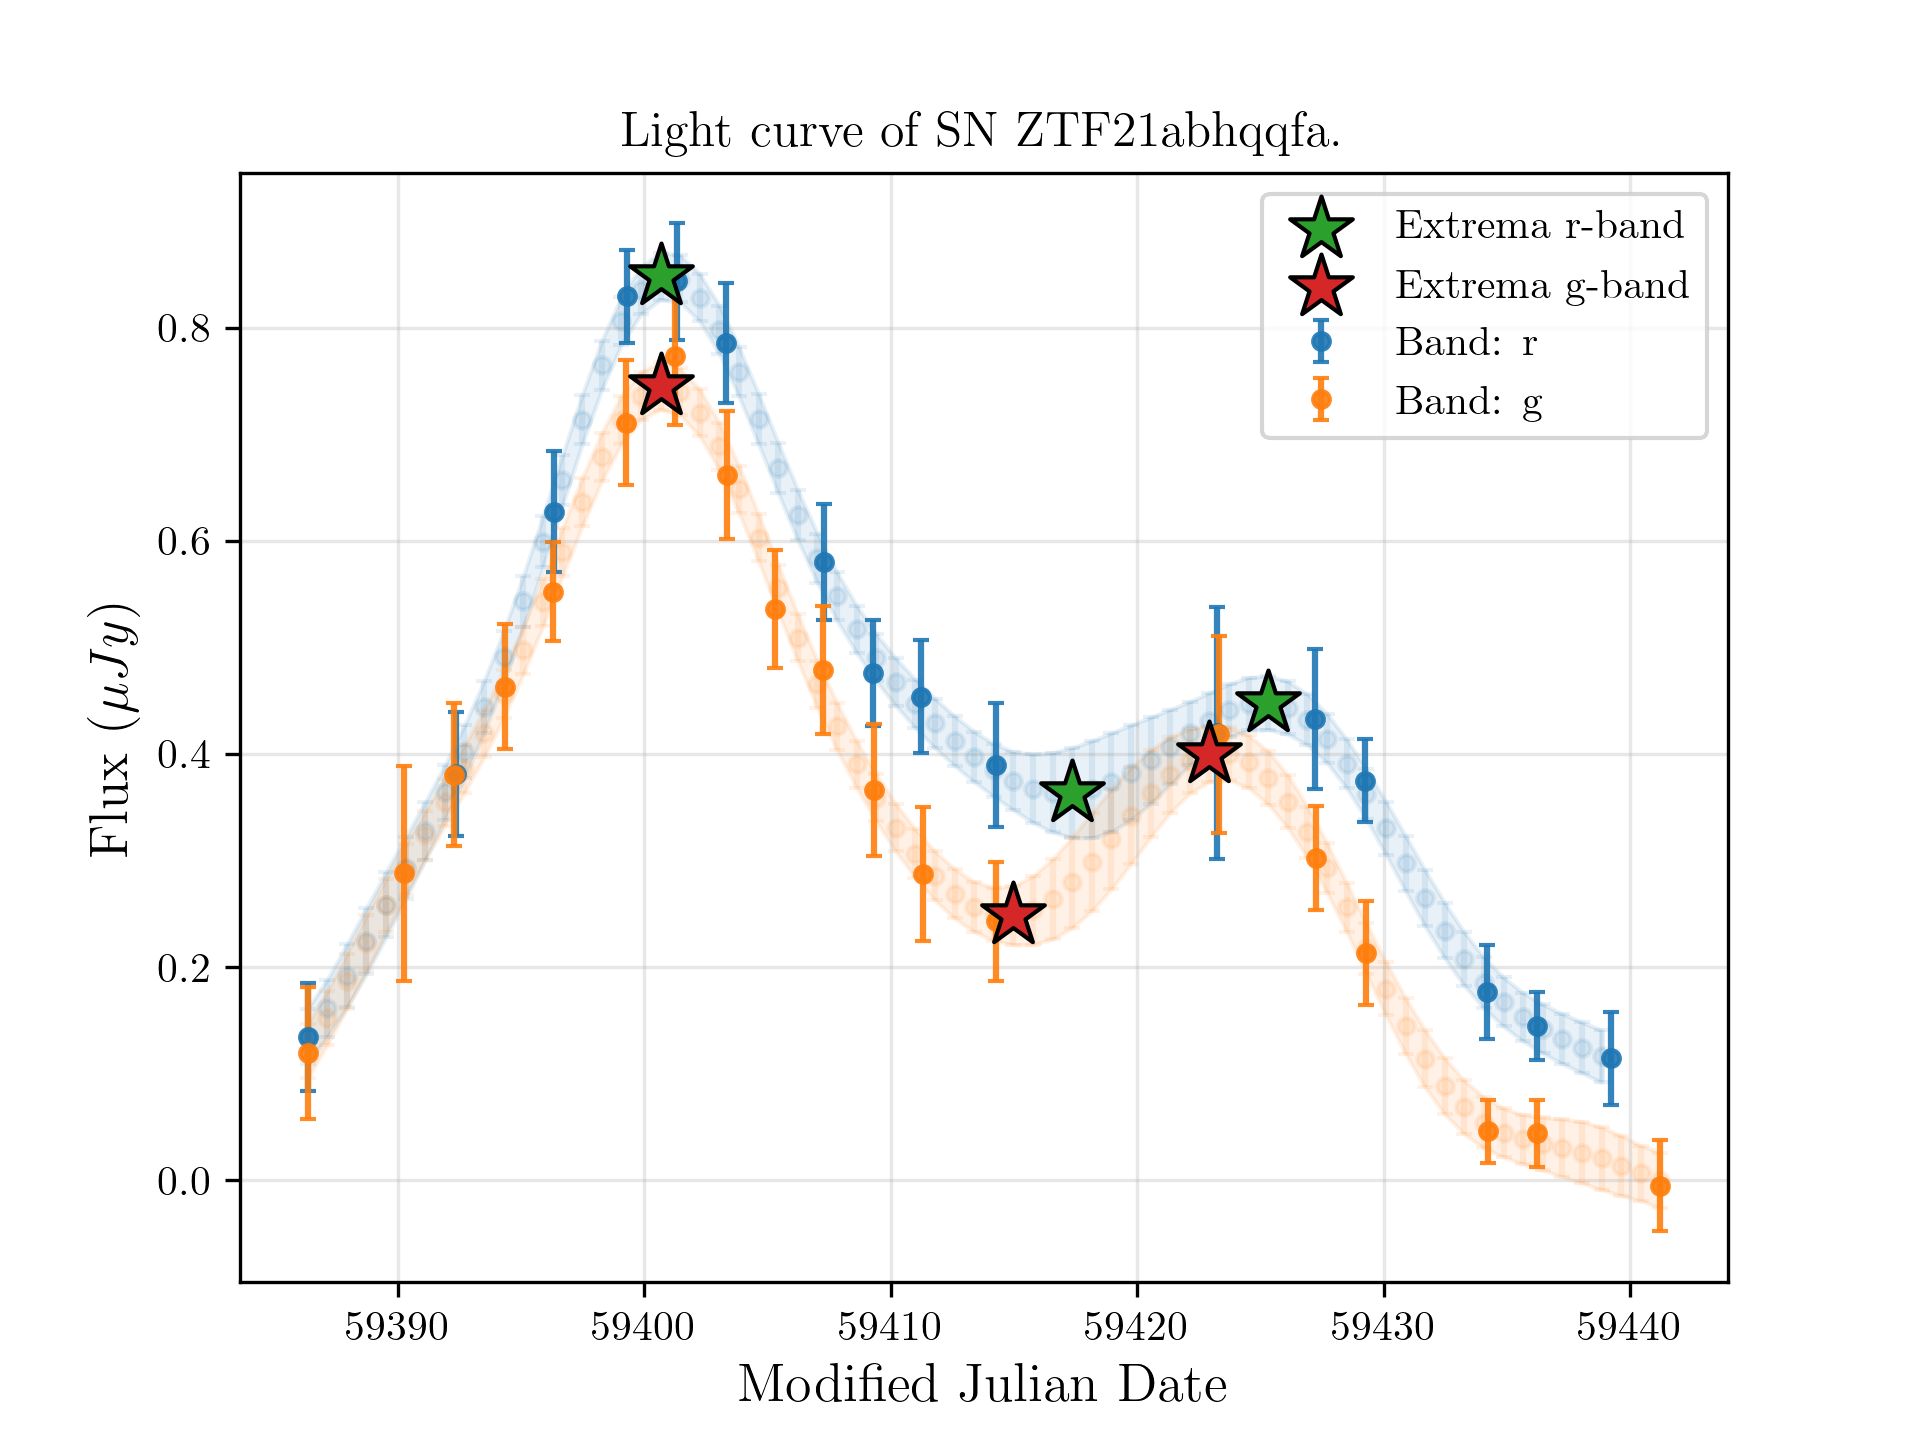 Light curve of SN ZTF21abhqqfa.
Extrema r-band
Extrema g-band
Band: r
Band: g
Flux (μJy)
0.8
0.6
0.4
0.2
0.0
59390 59400 59410 59420 59430 59440
Modified Julian Date